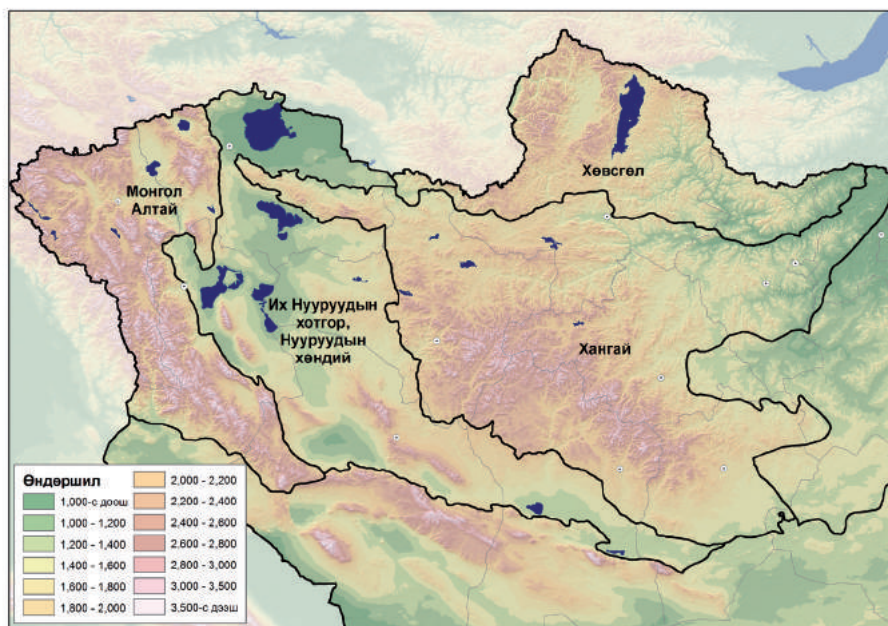 Хөвсгөл
Монгол
Алтай
Их Нууруудын
хотгор,
Нууруудын
хөндий
Хангай
Өндөршил
1,000-с доош
1,000 - 1,200
1,200 - 1,400
1,400 - 1,600
1,600 - 1,800
1,800 - 2,000
2,000 - 2,200
2,200 - 2,400
2,400 - 2,600
2,600 - 2,800
2,800 - 3,000
3,000 - 3,500
3,500-с дээш